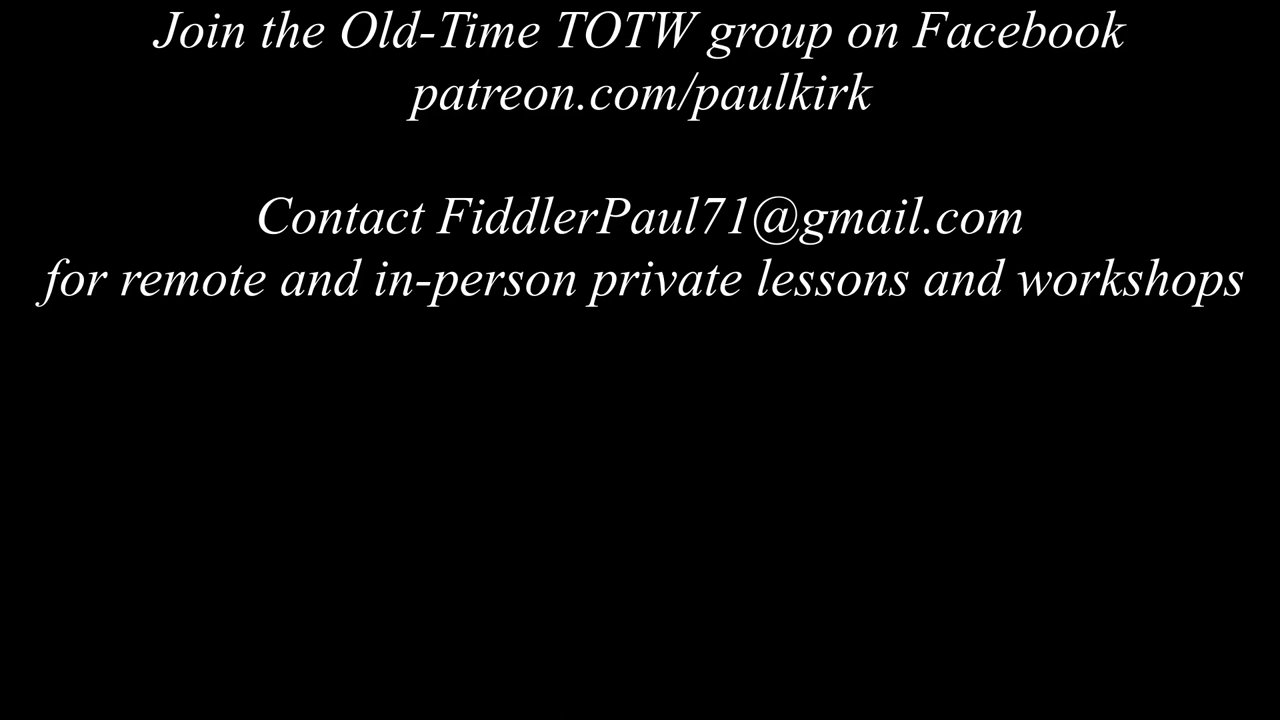 Join the Old-Time TOTW group on Facebook
patreon.com/paulkirk
Contact FiddlerPaul71@gmail.com
for remote and in-person private lessons and workshops